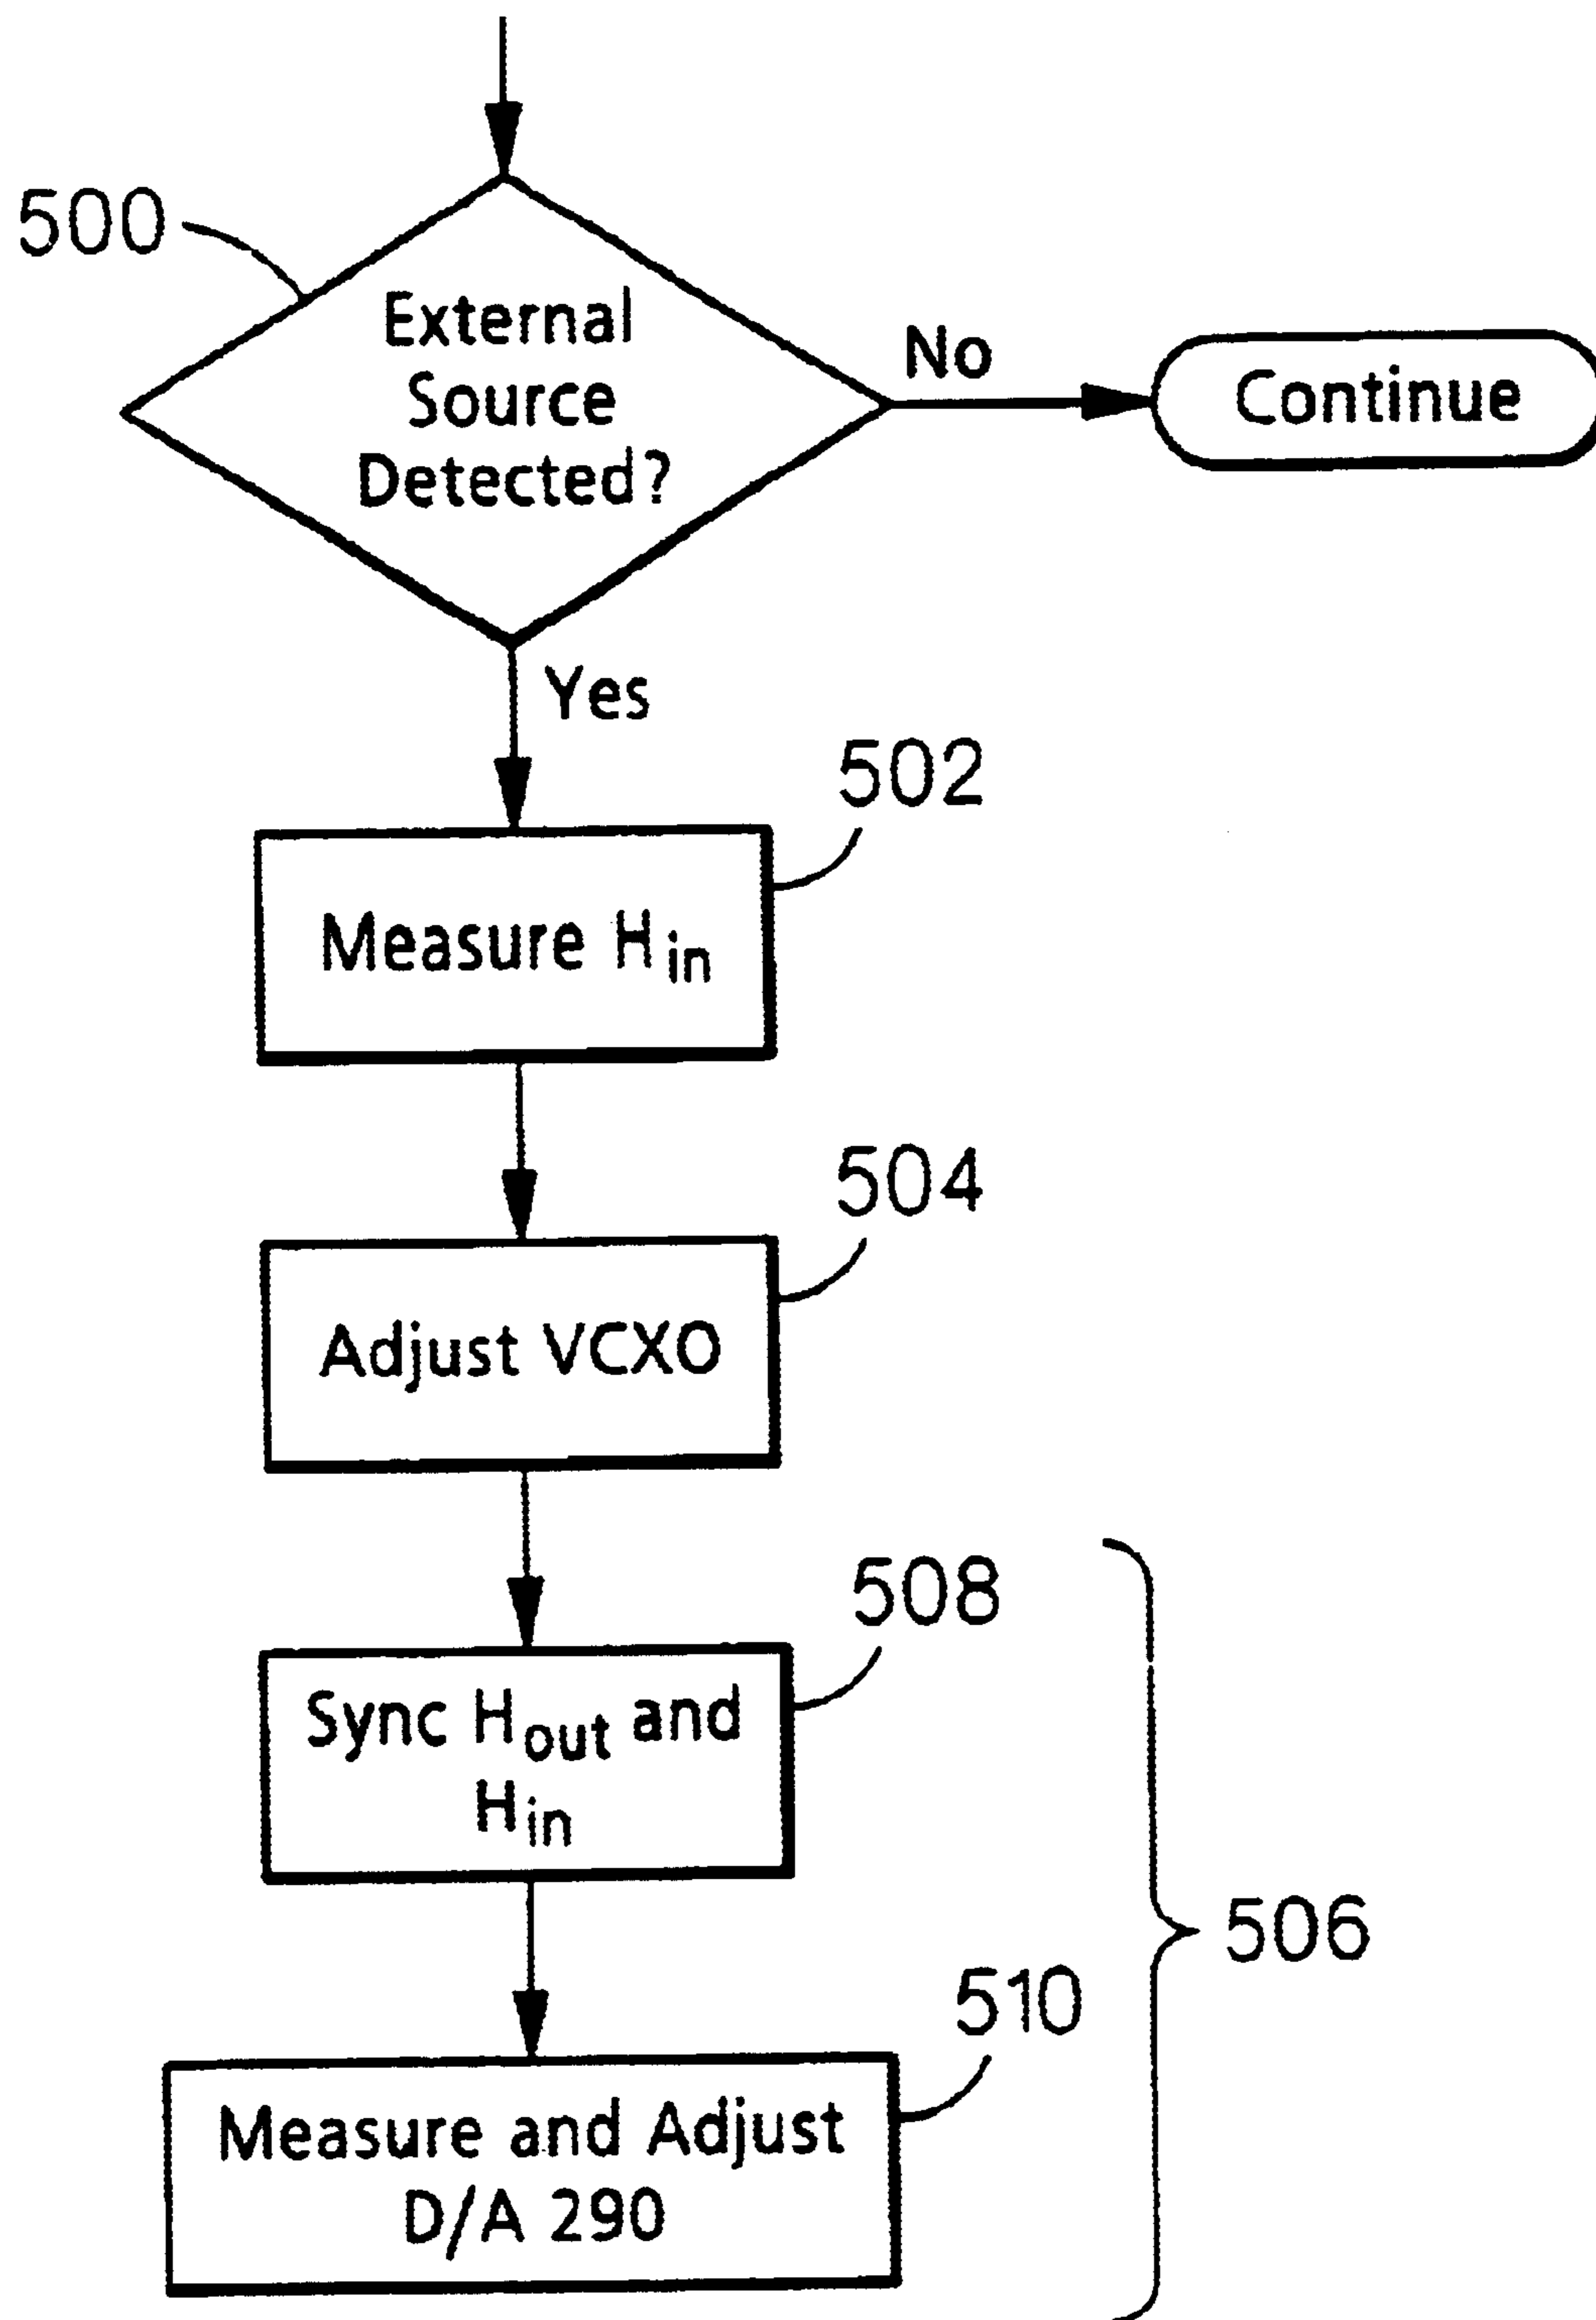 500
External
Source
Detected?
No
Continue
Yes
502
Measure Hin
504
Adjust VCXO
508
Sync Hout and
Hin
506
510
Measure and Adjust
D/A 290